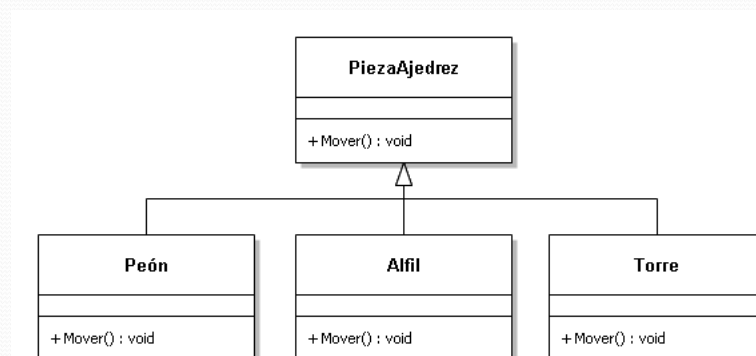 PiezaAjedrez
+Mover() : void
Peón
Alfil
Torre
+Mover() : void
+Mover() : void
+Mover() : void